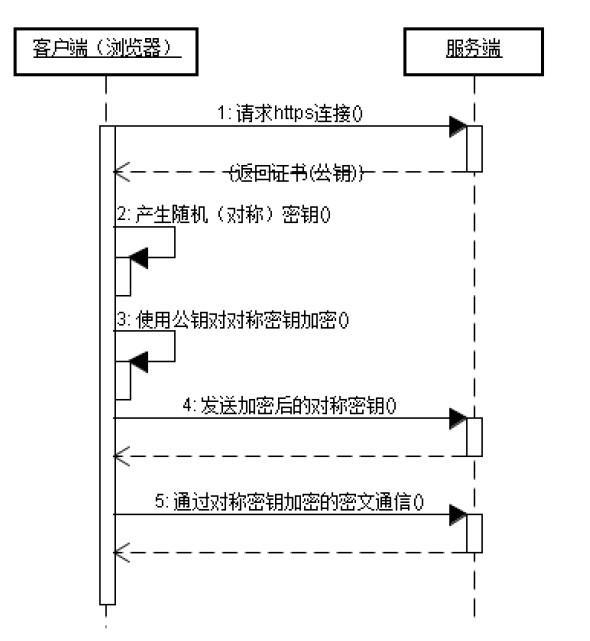 客户端（浏览器）
服务端
1: 请求https连接()
(返回证书(公钥))
2: 产生随机（对称）密钥()
3: 使用公钥对对称密钥加密()
4: 发送加密后的对称密钥()
5: 通过对称密钥加密的密文通信()